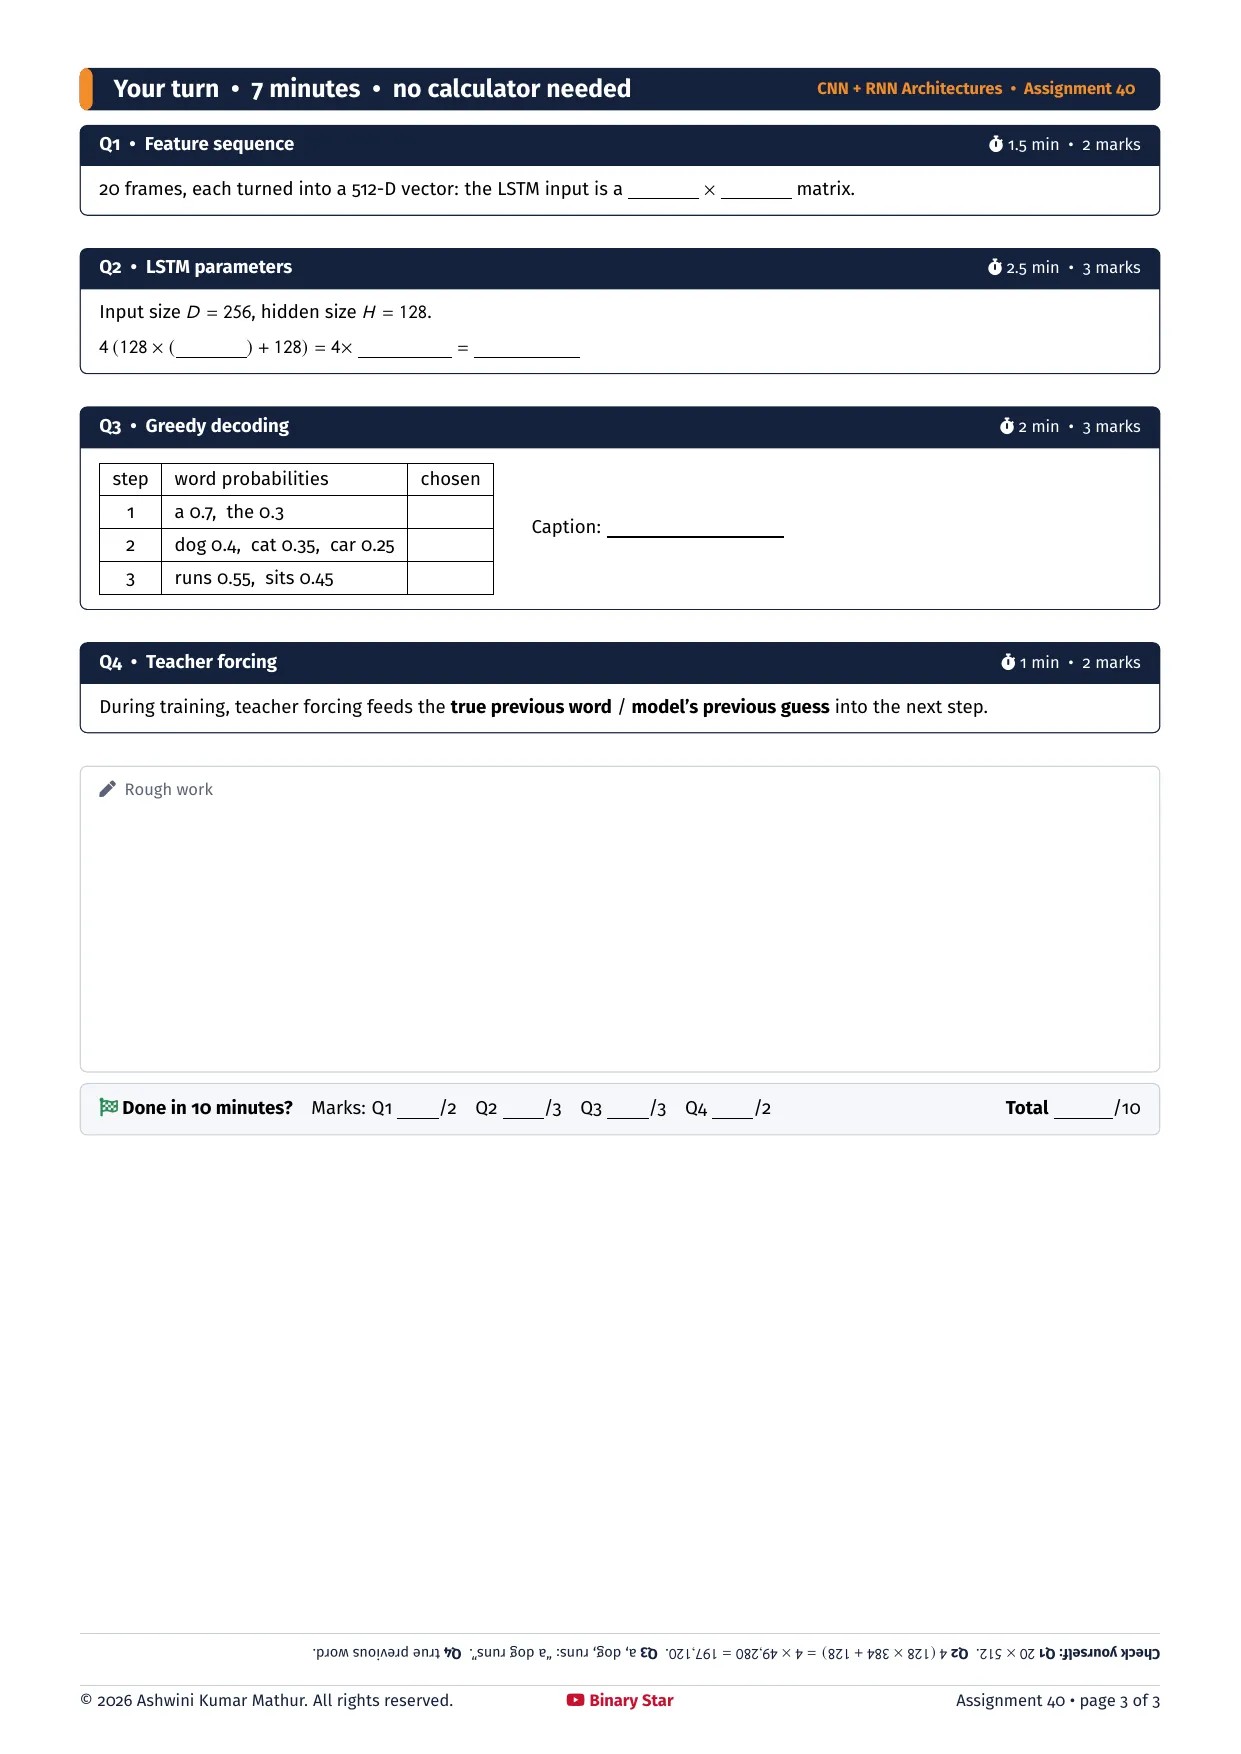 Your turn • 7 minutes • no calculator needed
CNN + RNN Architectures • Assignment 40
Q1 • Feature sequence
1.5 min • 2 marks
20 frames, each turned into a 512-D vector: the LSTM input is a ______ × ______ matrix.
Q2 • LSTM parameters
2.5 min • 3 marks
Input size D = 256, hidden size H = 128.
4 (128 × (______) + 128) = 4× ________ = _________
Q3 • Greedy decoding
2 min • 3 marks
step word probabilities chosen
1 a 0.7, the 0.3
2 dog 0.4, cat 0.35, car 0.25
3 runs 0.55, sits 0.45
Caption: _______________
Q4 • Teacher forcing
1 min • 2 marks
During training, teacher forcing feeds the true previous word / model's previous guess into the next step.
Rough work
Done in 10 minutes? Marks: Q1 ____/2 Q2 ____/3 Q3 ____/3 Q4 ____/2
Total _____/10
Check yourself: Q1 20 × 512. Q2 4 (128 × 384 + 128) = 4 × 49,280 = 197,120. Q3 a, dog, runs: "a dog runs". Q4 true previous word.
© 2026 Ashwini Kumar Mathur. All rights reserved.
Binary Star
Assignment 40 • page 3 of 3